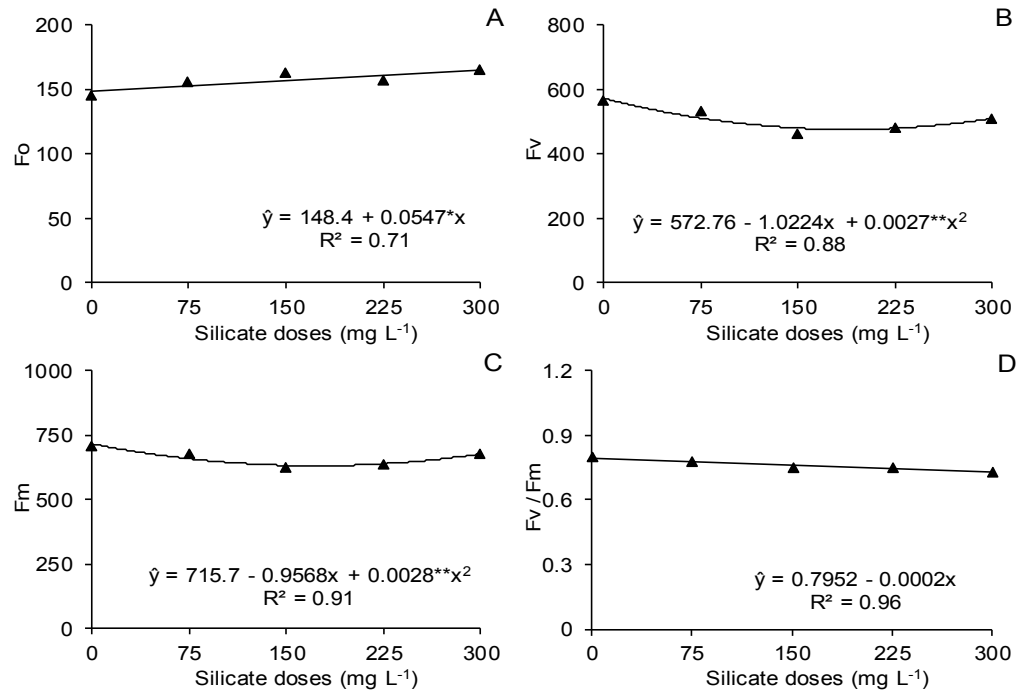 A
200
150
100
50
0
Fo
ŷ = 148.4 + 0.0547*x
R² = 0.71
0 75 150 225 300
Silicate doses (mg L⁻¹)
B
800
600
400
200
0
Fv
ŷ = 572.76 - 1.0224x + 0.0027**x²
R² = 0.88
0 75 150 225 300
Silicate doses (mg L⁻¹)
C
1000
750
500
250
0
Fm
ŷ = 715.7 - 0.9568x + 0.0028**x²
R² = 0.91
0 75 150 225 300
Silicate doses (mg L⁻¹)
D
1.2
0.9
0.6
0.3
0
Fv / Fm
ŷ = 0.7952 - 0.0002x
R² = 0.96
0 75 150 225 300
Silicate doses (mg L⁻¹)